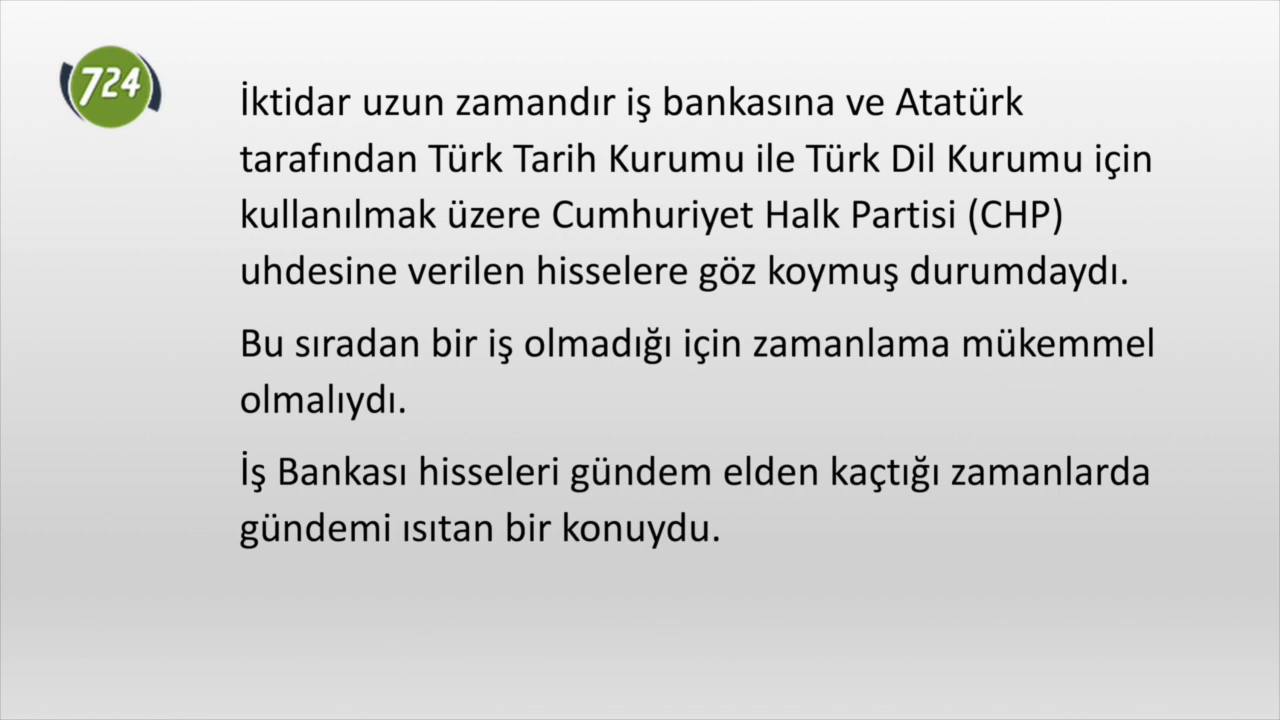 724
İktidar uzun zamandır iş bankasına ve Atatürk
tarafından Türk Tarih Kurumu ile Türk Dil Kurumu için
kullanılmak üzere Cumhuriyet Halk Partisi (CHP)
uhdesine verilen hisselere göz koymuş durumdaydı.
Bu sıradan bir iş olmadığı için zamanlama mükemmel
olmalıydı.
İş Bankası hisseleri gündem elden kaçtığı zamanlarda
gündemi ısıtan bir konuydu.